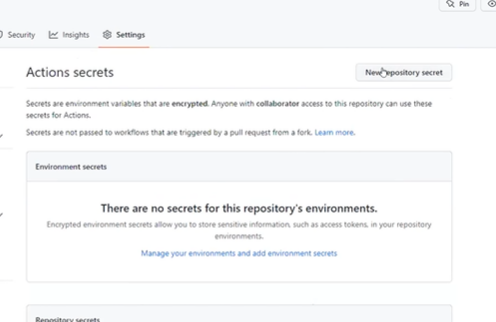 Pin
Security Insights Settings
Actions secrets
New repository secret
Secrets are environment variables that are encrypted. Anyone with collaborator access to this repository can use these
secrets for Actions.
Secrets are not passed to workflows that are triggered by a pull request from a fork. Learn more.
Environment secrets
There are no secrets for this repository's environments.
Encrypted environment secrets allow you to store sensitive information, such as access tokens, in your repository
environments.
Manage your environments and add environment secrets
Repository secrets